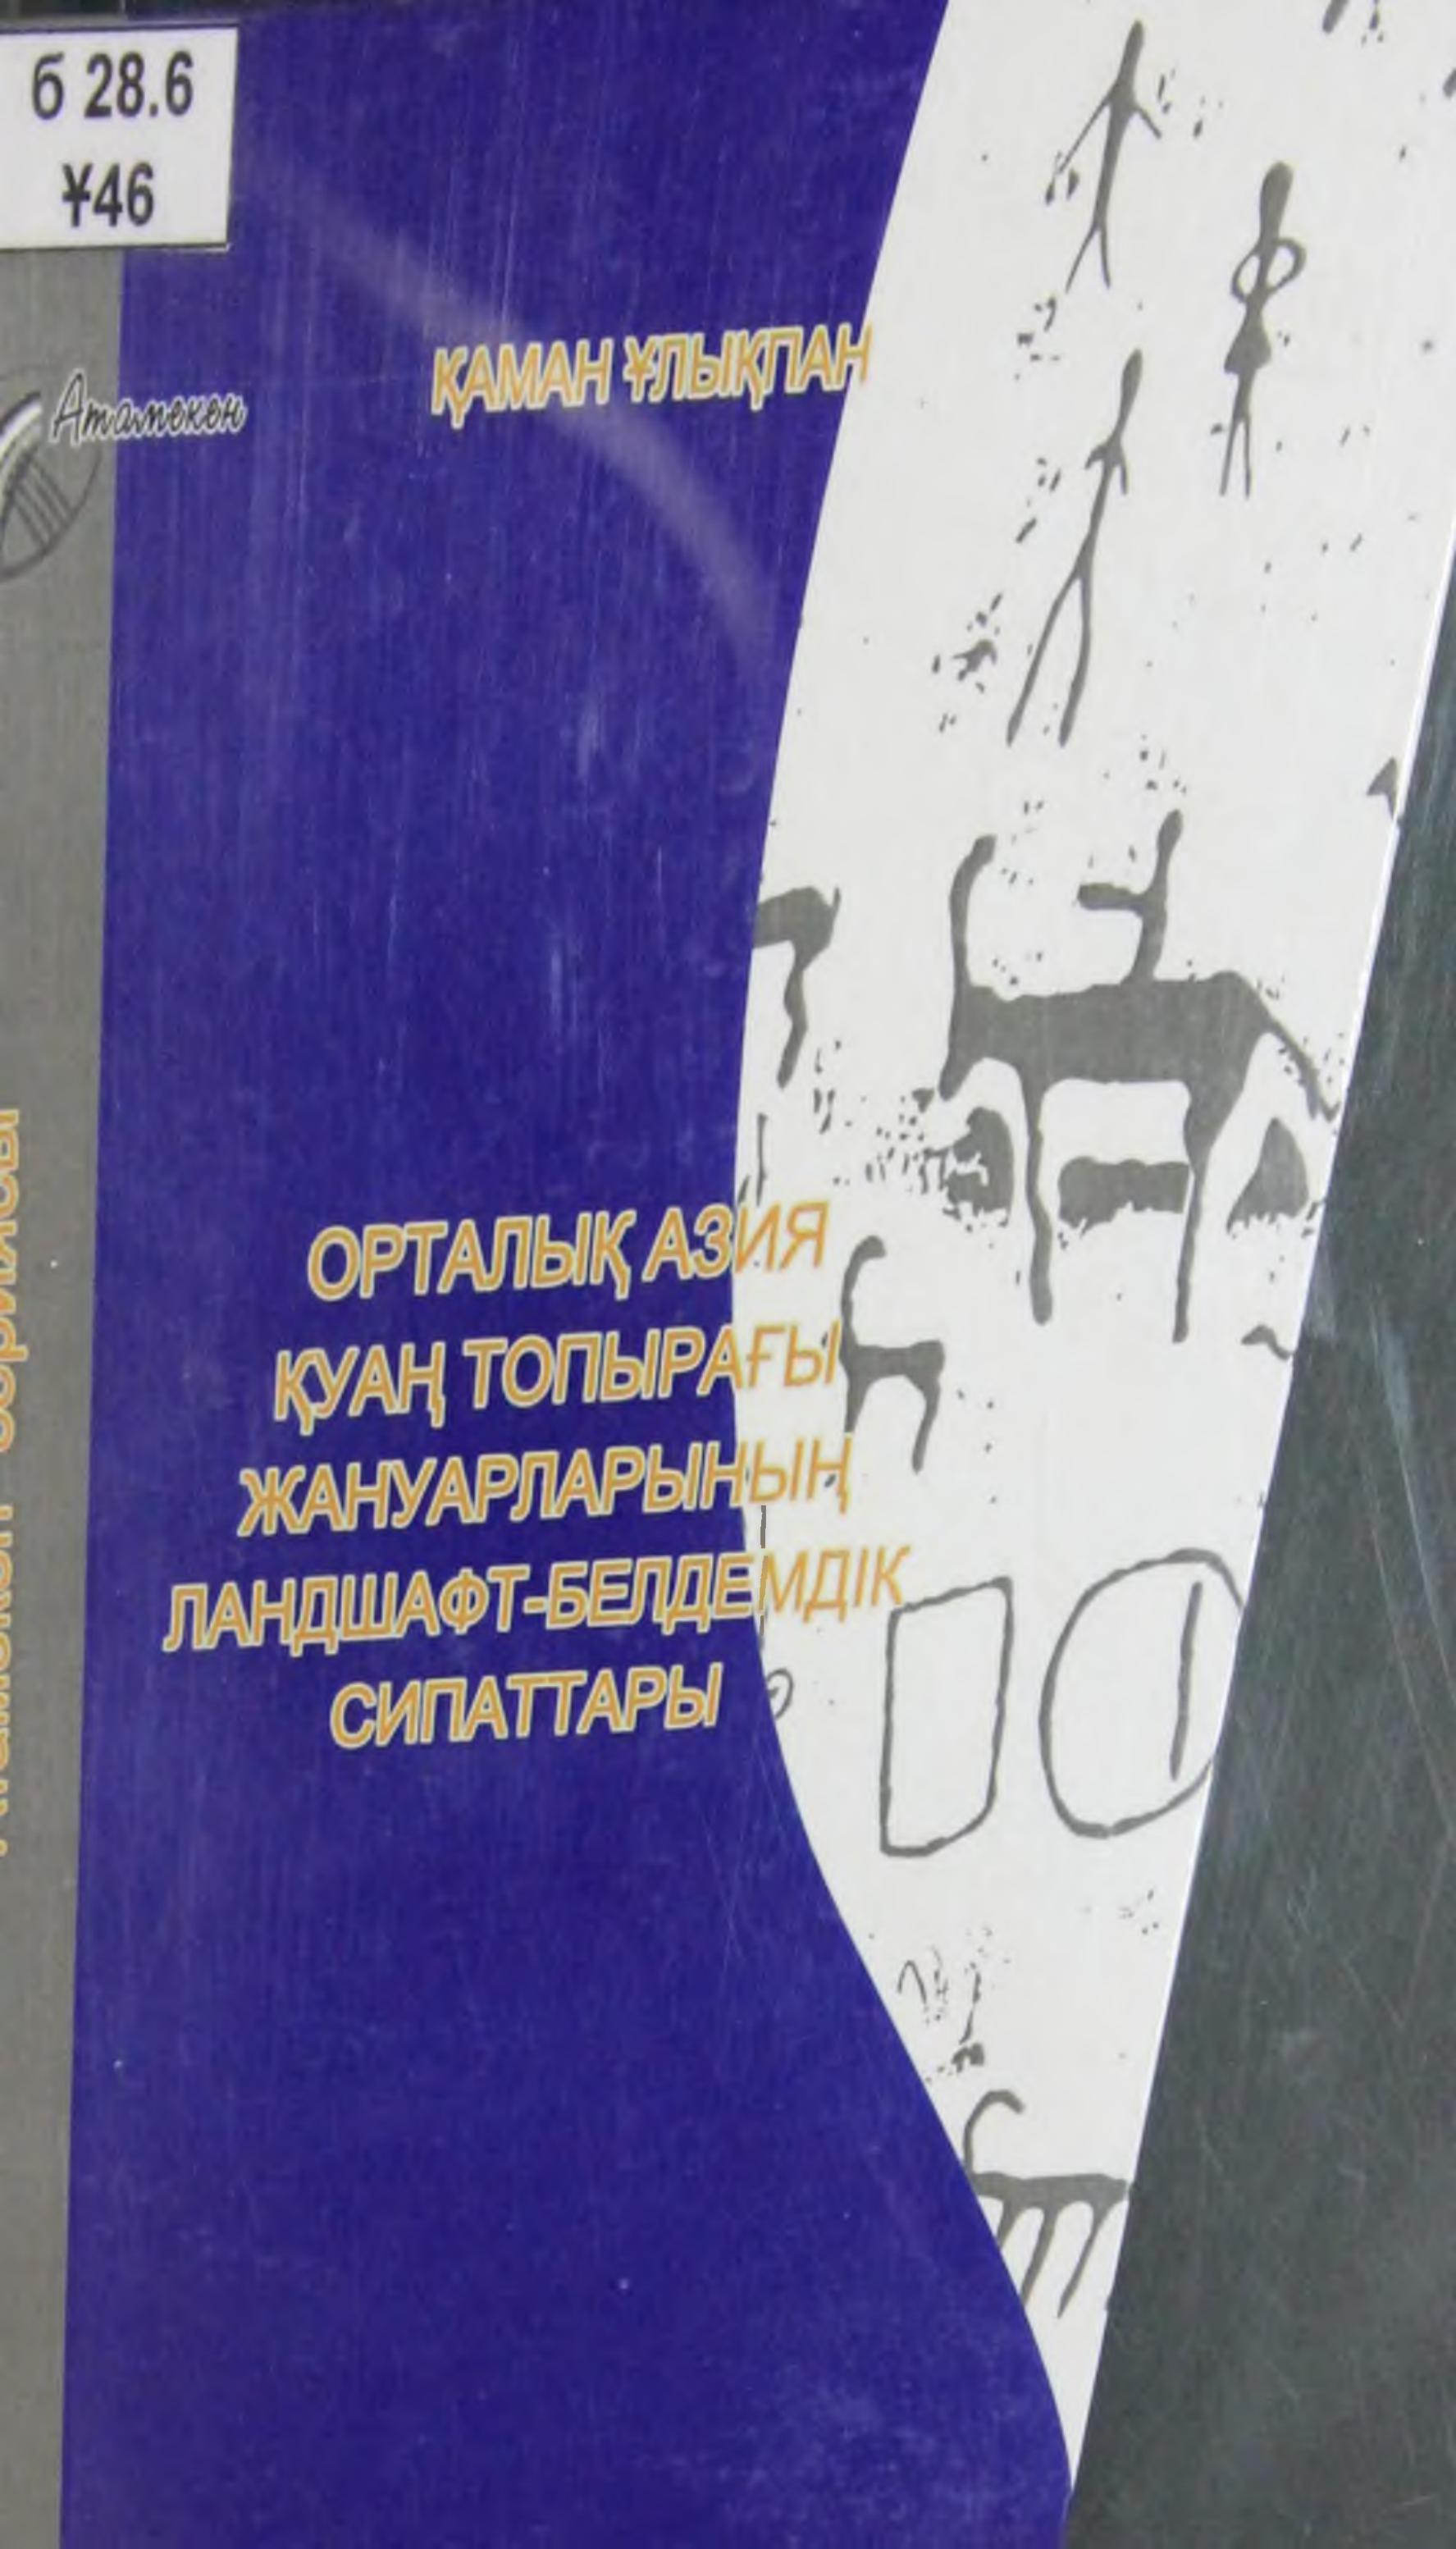 б 28.6
Ұ46
Атамекен
ҚАМАН ҰЛЫҚПАН
ОРТАЛЫҚ АЗИЯ
ҚУАҢ ТОПЫРАҒЫ
ЖАНУАРЛАРЫНЫҢ
ЛАНДШАФТ-БЕЛДЕМДІК
СИПАТТАРЫ